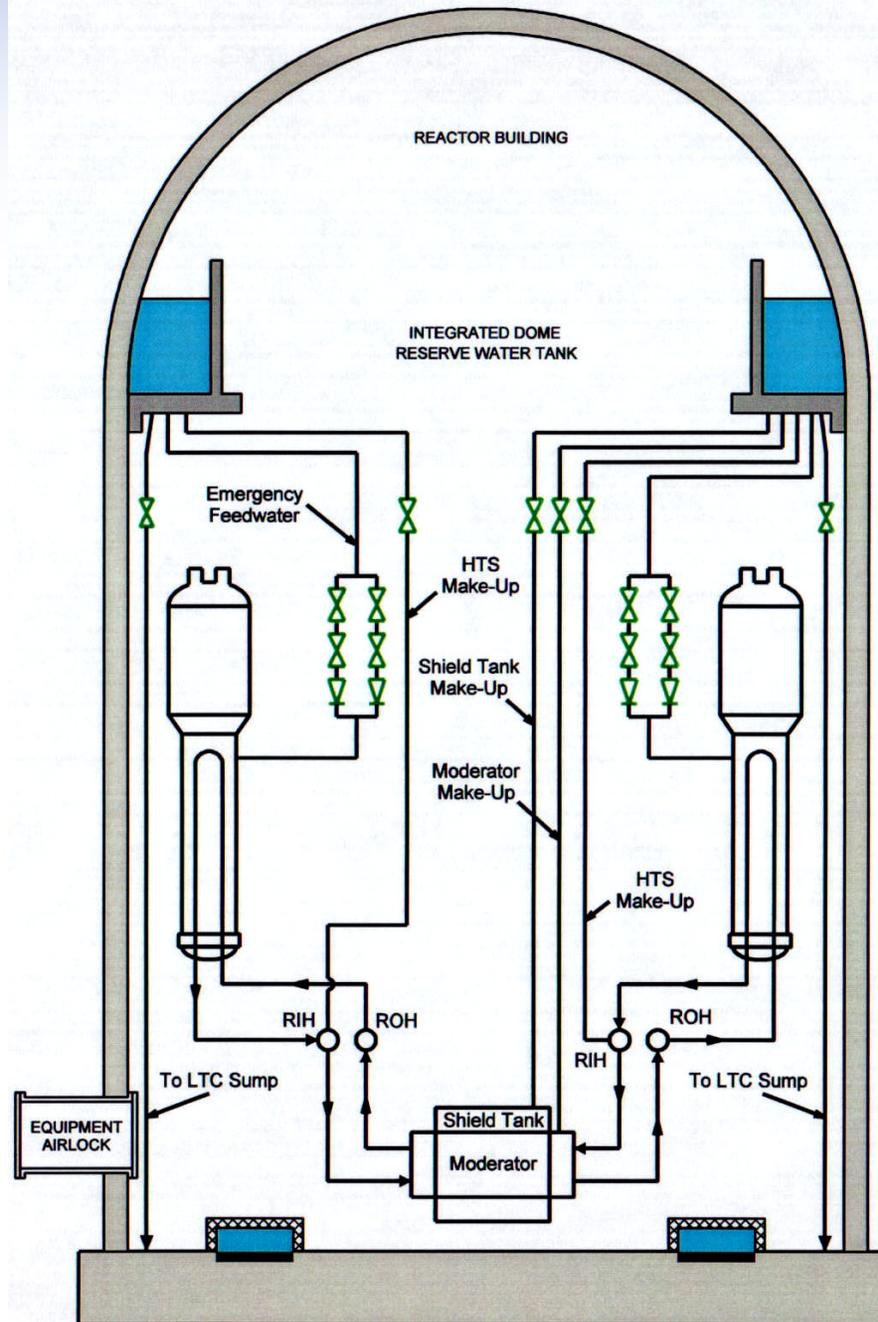 REACTOR BUILDING
INTEGRATED DOME
RESERVE WATER TANK
Emergency
Feedwater
HTS
Make-Up
Shield Tank
Make-Up
Moderator
Make-Up
HTS
Make-Up
RIH
ROH
RIH
ROH
To LTC Sump
To LTC Sump
EQUIPMENT
AIRLOCK
Shield Tank
Moderator